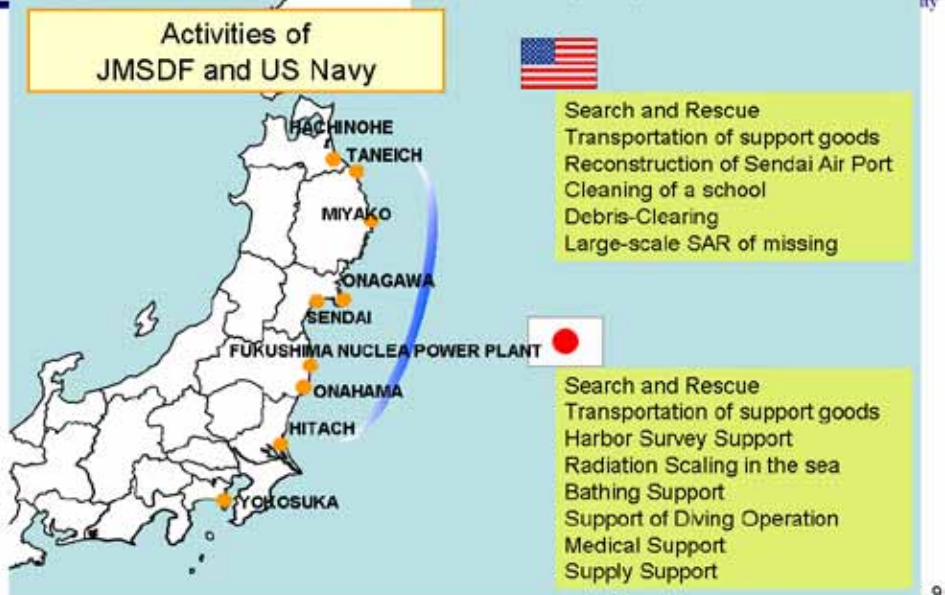 Activities of
JMSDF and US Navy
HACHINOHE
TANEICH
MIYAKO
ONAGAWA
SENDAI
FUKUSHIMA NUCLEA POWER PLANT
ONAHAMA
HITACH
YOKOSUKA
Search and Rescue
Transportation of support goods
Reconstruction of Sendai Air Port
Cleaning of a school
Debris-Clearing
Large-scale SAR of missing
Search and Rescue
Transportation of support goods
Harbor Survey Support
Radiation Scaling in the sea
Bathing Support
Support of Diving Operation
Medical Support
Supply Support
9